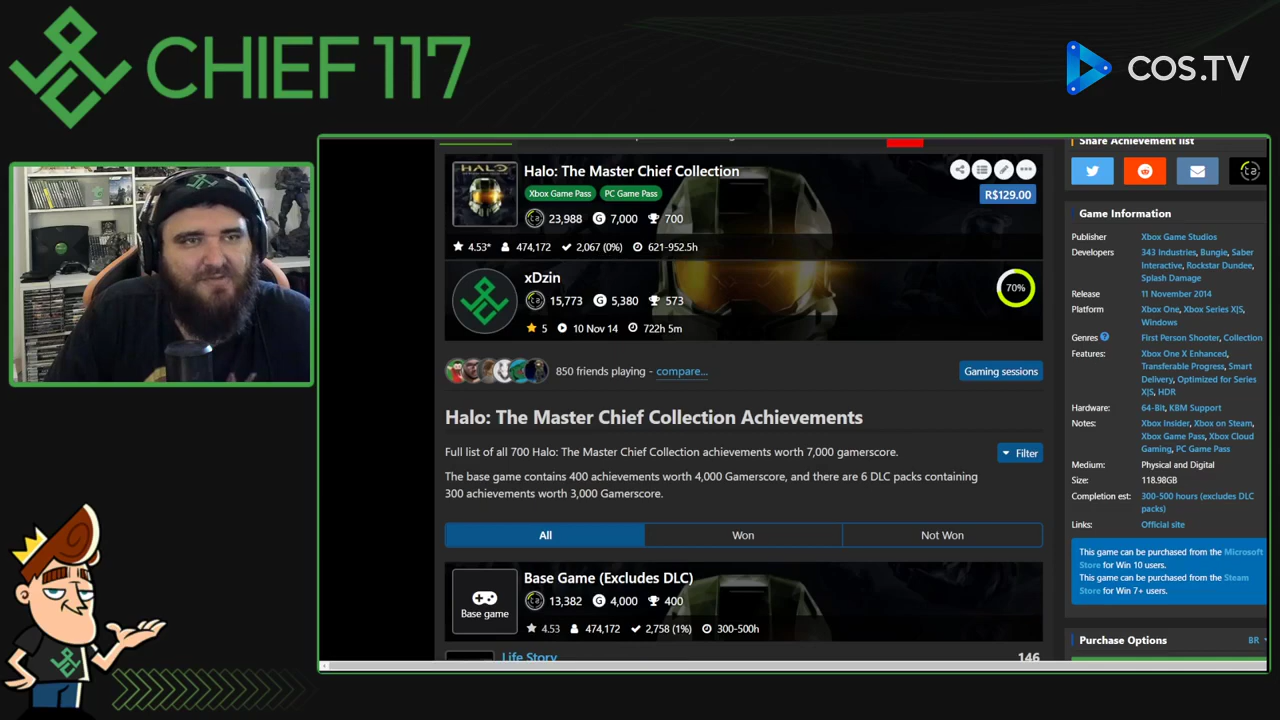 CHIEF 117
COS.TV
Halo: The Master Chief Collection
Xbox Game Pass PC Game Pass
23,988 7,000 700
R$129.00
4.53* 474,172 2,067 (0%) 621-952.5h
xDzin
15,773 5,380 573
5 10 Nov 14 722h 5m
70%
850 friends playing - compare...
Gaming sessions
Halo: The Master Chief Collection Achievements
Full list of all 700 Halo: The Master Chief Collection achievements worth 7,000 gamerscore.
Filter
The base game contains 400 achievements worth 4,000 Gamerscore, and there are 6 DLC packs containing
300 achievements worth 3,000 Gamerscore.
All Won Not Won
Base game
Base Game (Excludes DLC)
13,382 4,000 400
4.53 474,172 2,758 (1%) 300-500h
Life Story
146
Share Achievement list
Game Information
Publisher Xbox Game Studios
Developers 343 Industries, Bungie, Saber
Interactive, Rockstar Dundee,
Splash Damage
Release 11 November 2014
Platform Xbox One, Xbox Series X|S,
Windows
Genres First Person Shooter, Collection
Features: Xbox One X Enhanced,
Transferable Progress, Smart
Delivery, Optimized for Series
X|S, HDR
Hardware: 64-Bit, KBM Support
Notes: Xbox Insider, Xbox on Steam,
Xbox Game Pass, Xbox Cloud
Gaming, PC Game Pass
Medium: Physical and Digital
Size: 118.98GB
Completion est: 300-500 hours (excludes DLC
packs)
Links: Official site
This game can be purchased from the Microsoft
Store for Win 10 users.
This game can be purchased from the Steam
Store for Win 7+ users.
Purchase Options BR